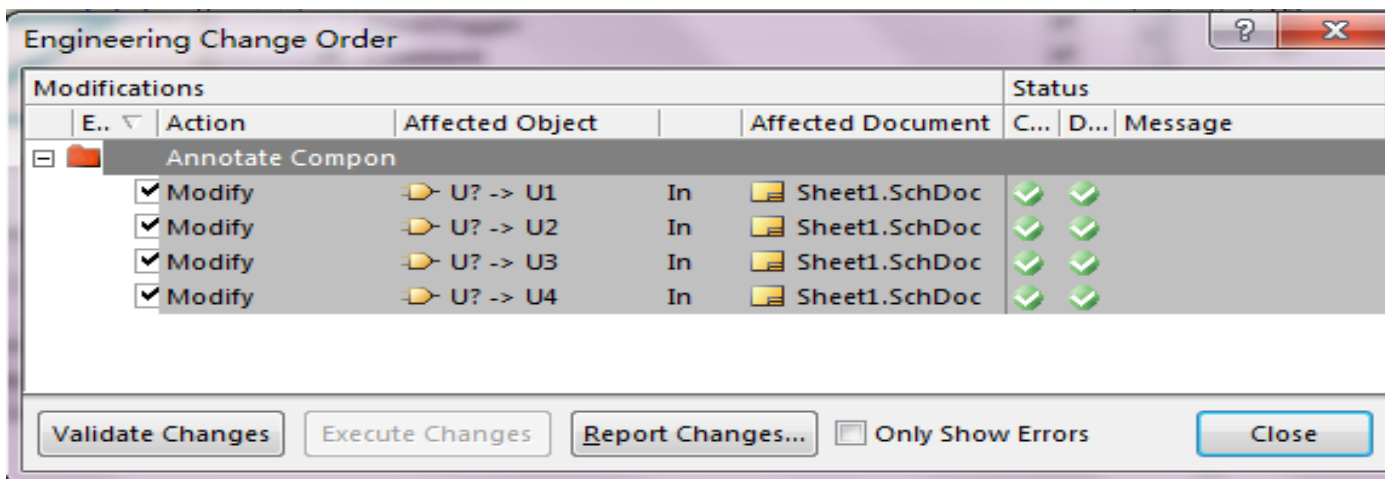 Engineering Change Order
Modifications Status
E.. Action Affected Object Affected Document C... D... Message
Annotate Compon
Modify U? -> U1 In Sheet1.SchDoc
Modify U? -> U2 In Sheet1.SchDoc
Modify U? -> U3 In Sheet1.SchDoc
Modify U? -> U4 In Sheet1.SchDoc
Validate Changes Execute Changes Report Changes... Only Show Errors Close